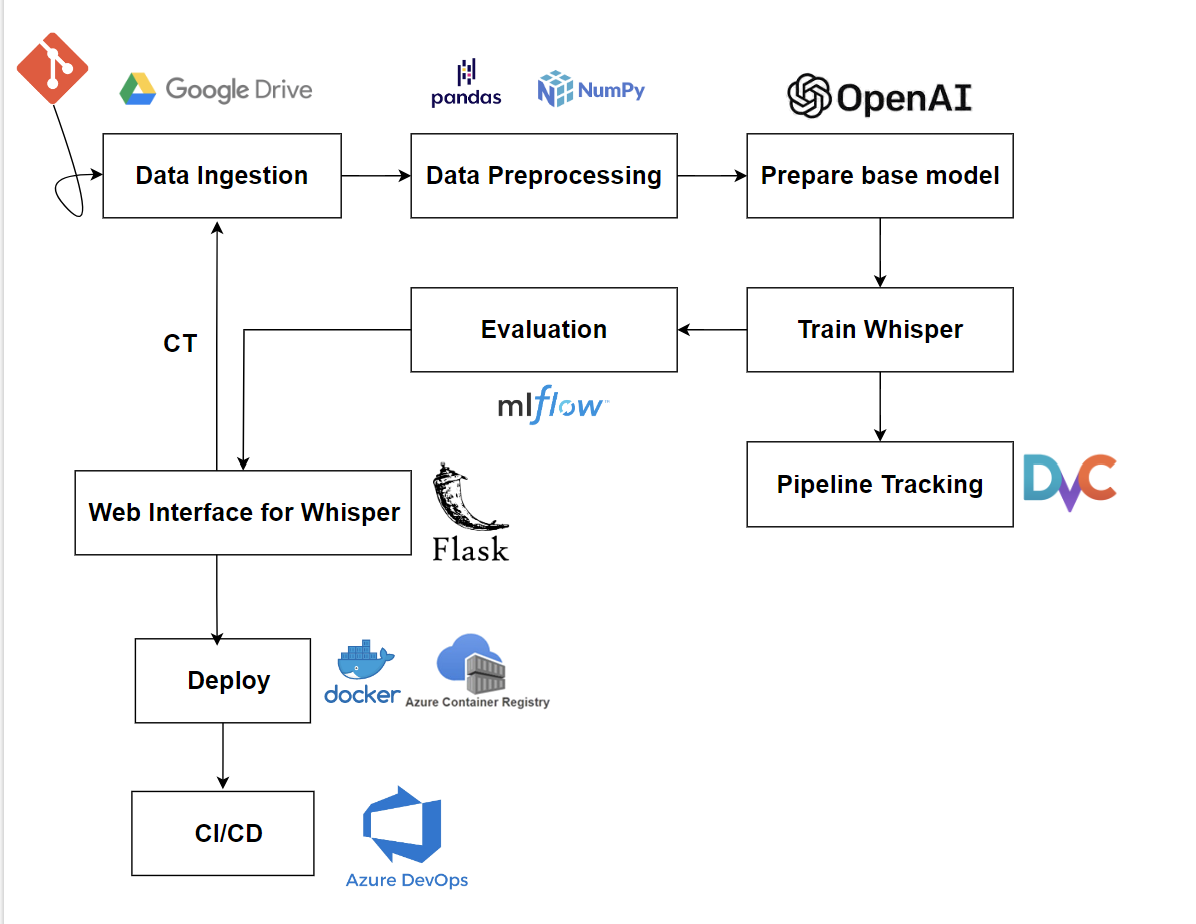 Google Drive
pandas
NumPy
OpenAI
Data Ingestion
Data Preprocessing
Prepare base model
CT
Evaluation
Train Whisper
mlflow™
Web Interface for Whisper
Flask
Pipeline Tracking
DVC
Deploy
docker
Azure Container Registry
CI/CD
Azure DevOps